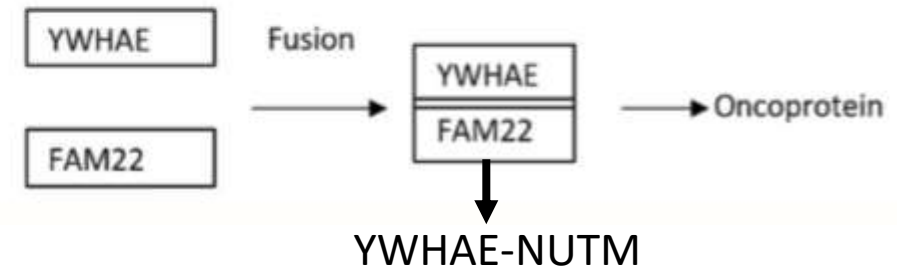 YWHAE
Fusion
YWHAE
FAM22
Oncoprotein
FAM22
YWHAE-NUTM